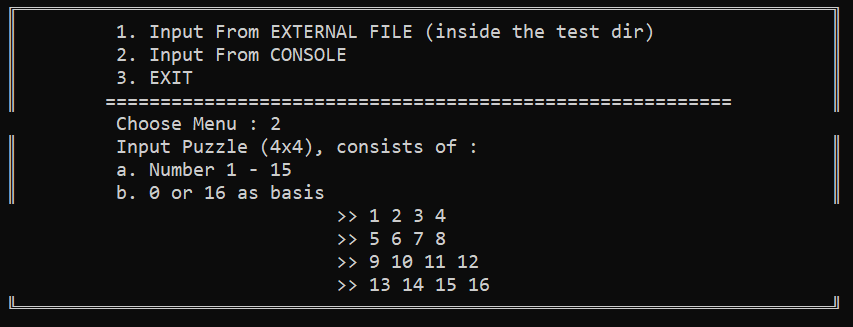 1. Input From EXTERNAL FILE (inside the test dir)
2. Input From CONSOLE
3. EXIT
==========================================================
Choose Menu : 2
Input Puzzle (4x4), consists of :
a. Number 1 - 15
b. 0 or 16 as basis
>> 1 2 3 4
>> 5 6 7 8
>> 9 10 11 12
>> 13 14 15 16